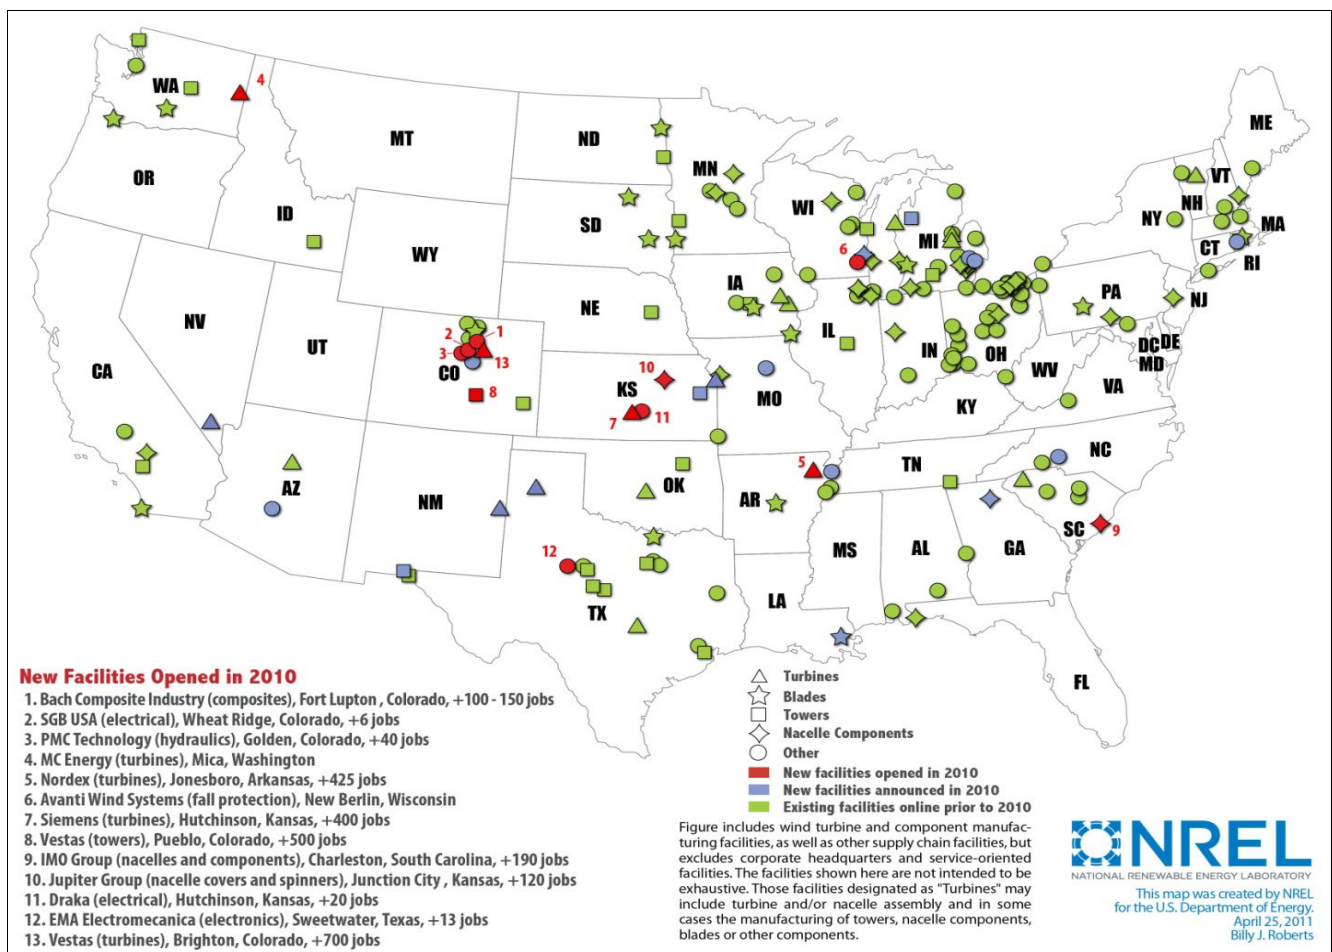 WA
4
MT
ND
MN
ME
VT
NH
NY
MA
CT
RI
OR
ID
SD
WI
MI
6
WY
IA
NE
PA
NJ
NV
UT
CA
2
1
3
13
CO
8
IL
IN
OH
DC
DE
MD
WV
VA
10
KS
7
11
MO
KY
NC
TN
5
AZ
NM
OK
AR
SC
9
12
TX
MS
AL
GA
LA
FL
New Facilities Opened in 2010
1. Bach Composite Industry (composites), Fort Lupton , Colorado, +100 - 150 jobs
2. SGB USA (electrical), Wheat Ridge, Colorado, +6 jobs
3. PMC Technology (hydraulics), Golden, Colorado, +40 jobs
4. MC Energy (turbines), Mica, Washington
5. Nordex (turbines), Jonesboro, Arkansas, +425 jobs
6. Avanti Wind Systems (fall protection), New Berlin, Wisconsin
7. Siemens (turbines), Hutchinson, Kansas, +400 jobs
8. Vestas (towers), Pueblo, Colorado, +500 jobs
9. IMO Group (nacelles and components), Charleston, South Carolina, +190 jobs
10. Jupiter Group (nacelle covers and spinners), Junction City , Kansas, +120 jobs
11. Draka (electrical), Hutchinson, Kansas, +20 jobs
12. EMA Electromecanica (electronics), Sweetwater, Texas, +13 jobs
13. Vestas (turbines), Brighton, Colorado, +700 jobs
Turbines
Blades
Towers
Nacelle Components
Other
New facilities opened in 2010
New facilities announced in 2010
Existing facilities online prior to 2010
Figure includes wind turbine and component manufac-
turing facilities, as well as other supply chain facilities, but
excludes corporate headquarters and service-oriented
facilities. The facilities shown here are not intended to be
exhaustive. Those facilities designated as "Turbines" may
include turbine and/or nacelle assembly and in some
cases the manufacturing of towers, nacelle components,
blades or other components.
NREL
NATIONAL RENEWABLE ENERGY LABORATORY
This map was created by NREL
for the U.S. Department of Energy.
April 25, 2011
Billy J. Roberts